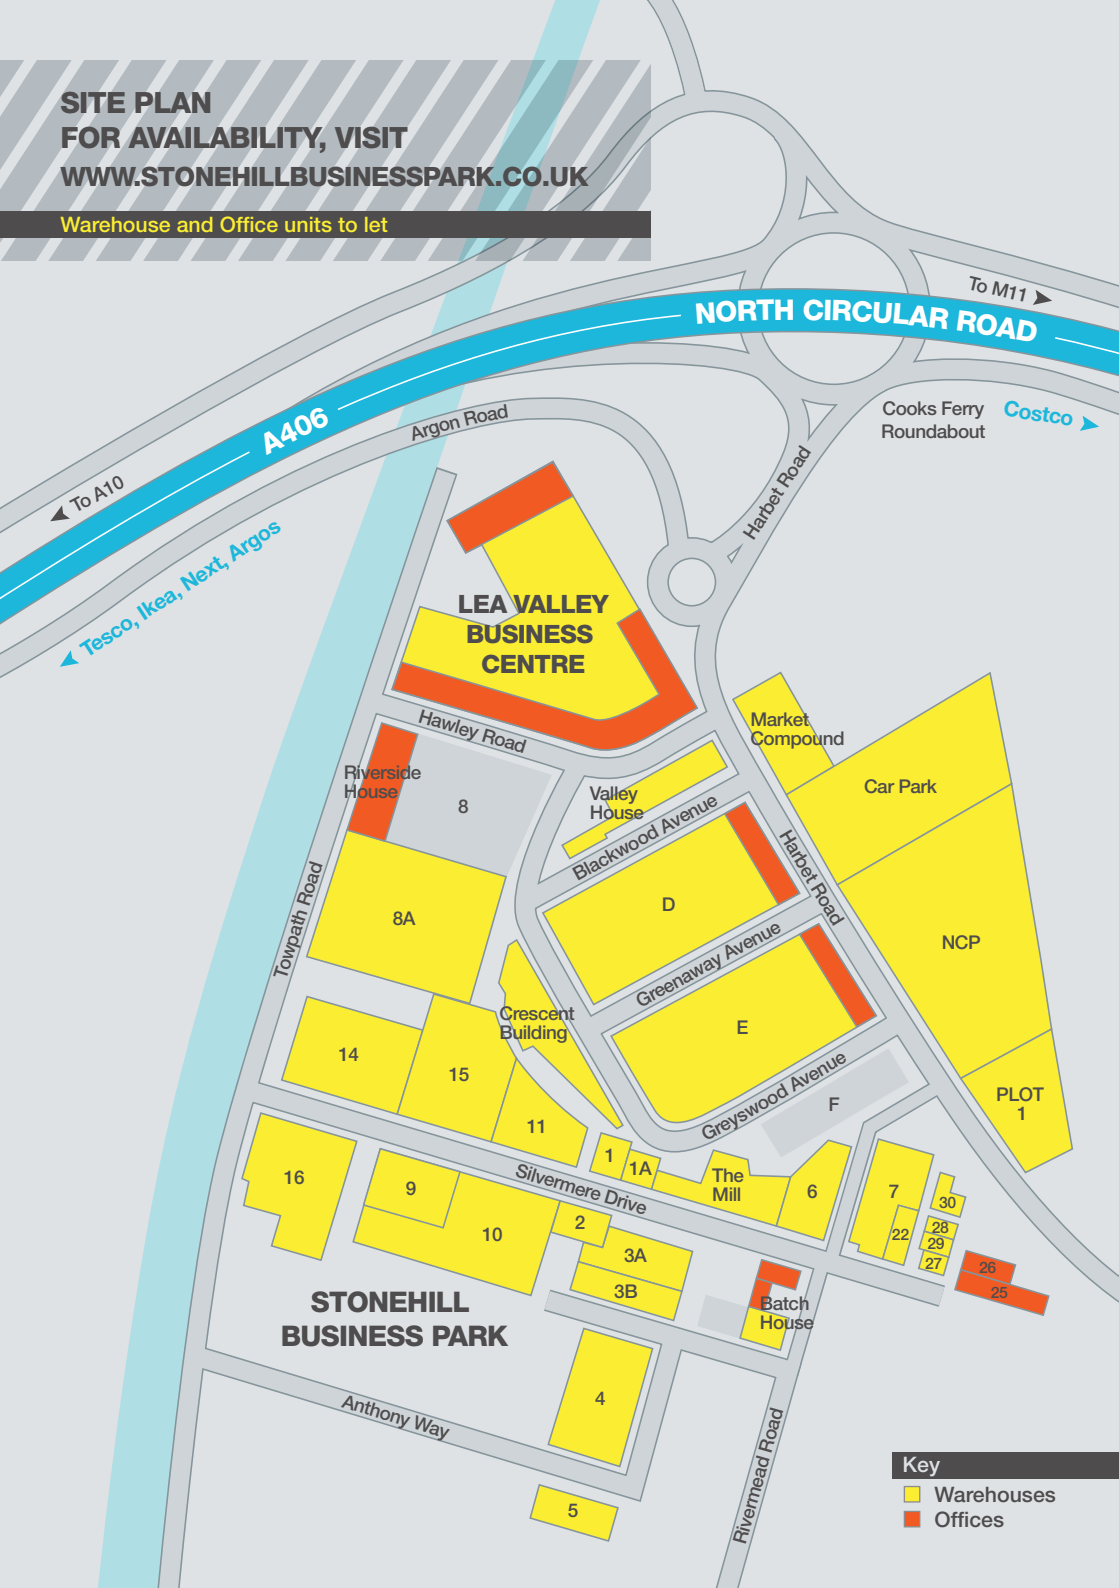 SITE PLAN
FOR AVAILABILITY, VISIT
WWW.STONEHILLBUSINESSPARK.CO.UK
Warehouse and Office units to let
To M11
NORTH CIRCULAR ROAD
A406
Argon Road
Cooks Ferry
Roundabout
Costco
To A10
Harbet Road
Tesco, Ikea, Next, Argos
LEA VALLEY
BUSINESS
CENTRE
Hawley Road
Market
Compound
Car Park
Riverside
House
8
Valley
House
Blackwood Avenue
Harbet Road
Towpath Road
8A
D
NCP
Greenaway Avenue
Crescent
Building
E
14
15
Greyswood Avenue
F
PLOT
1
11
1
1A
Silvermere Drive
The
Mill
6
7
16
9
10
2
3A
3B
22
30
28
29
27
26
25
Batch
House
STONEHILL
BUSINESS PARK
4
Anthony Way
5
Rivermead Road
Key
Warehouses
Offices